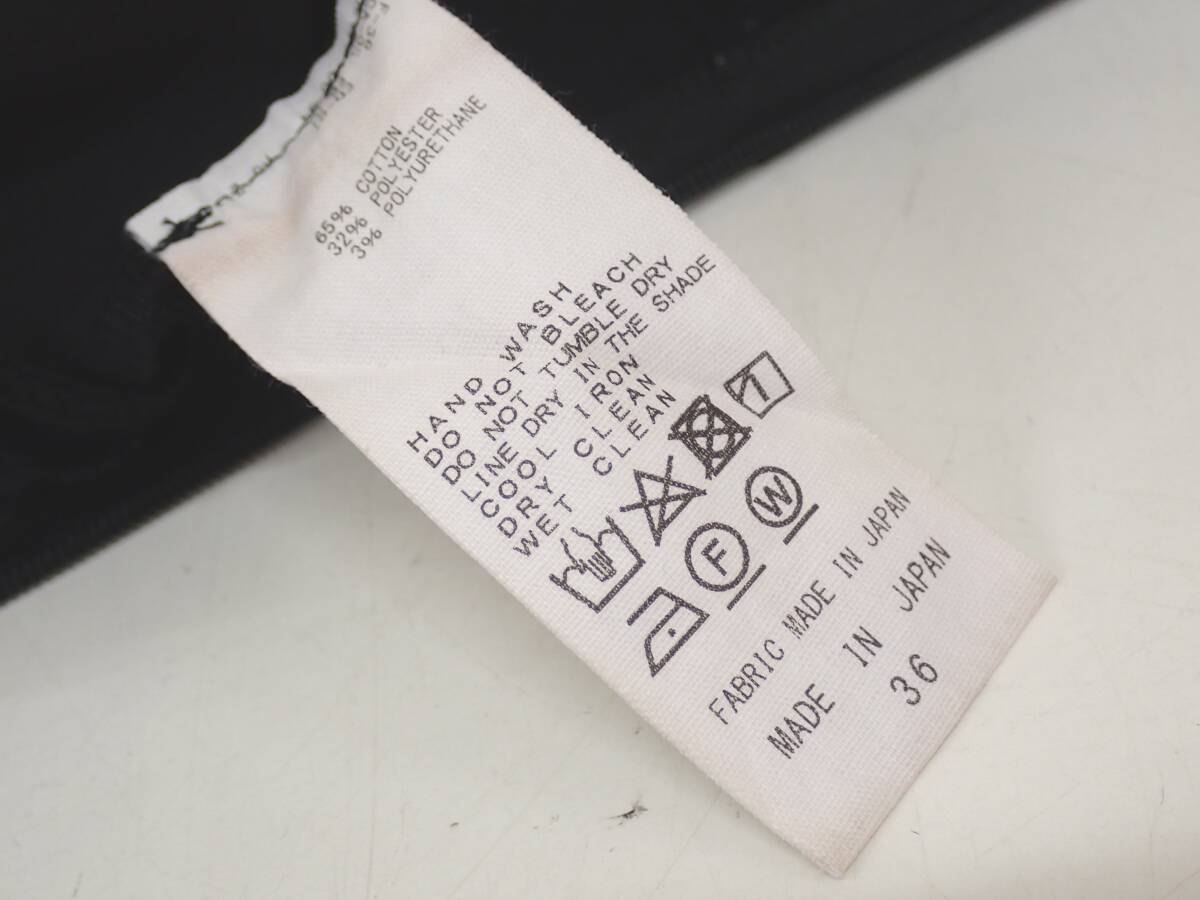 65% COTTON
32% POLYESTER
3% POLYURETHANE
HAND WASH
DO NOT BLEACH
DO NOT TUMBLE DRY
LINE DRY IN THE SHADE
COOL IRON
DRY CLEAN
WET CLEAN
F W
FABRIC MADE IN JAPAN
MADE IN JAPAN
36